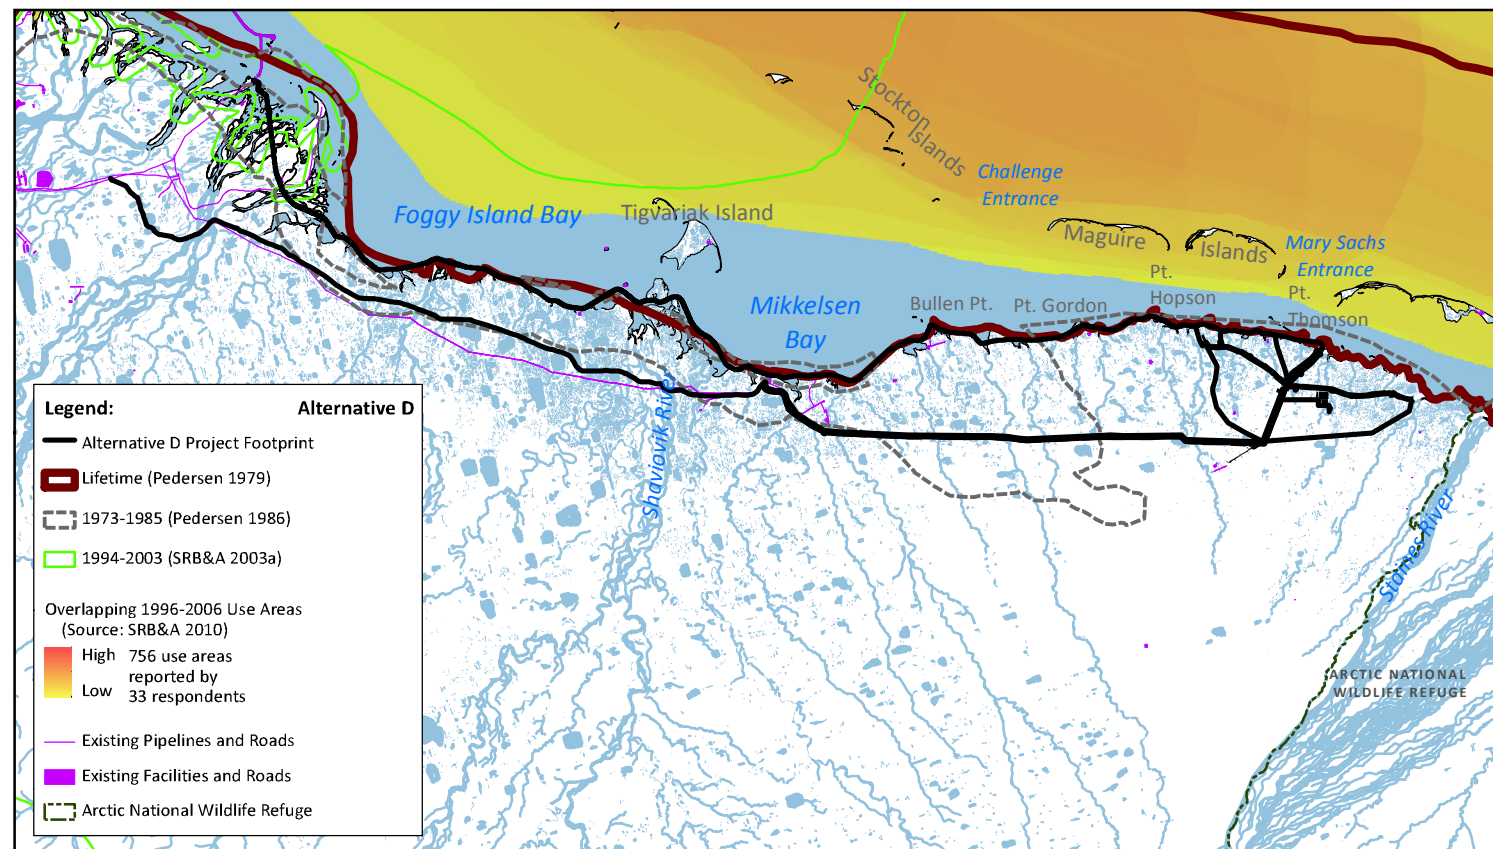 Stockton
Islands
Challenge
Entrance
Foggy Island Bay
Tigvariak Island
Maguire
Islands
Mary Sachs
Entrance
Pt.
Hopson
Pt.
Thomson
Mikkelsen
Bay
Bullen Pt.
Pt. Gordon
Shaviovik River
Staines River
ARCTIC NATIONAL
WILDLIFE REFUGE
Legend:
Alternative D
Alternative D Project Footprint
Lifetime (Pedersen 1979)
1973-1985 (Pedersen 1986)
1994-2003 (SRB&A 2003a)
Overlapping 1996-2006 Use Areas
(Source: SRB&A 2010)
High
Low
756 use areas
reported by
33 respondents
Existing Pipelines and Roads
Existing Facilities and Roads
Arctic National Wildlife Refuge